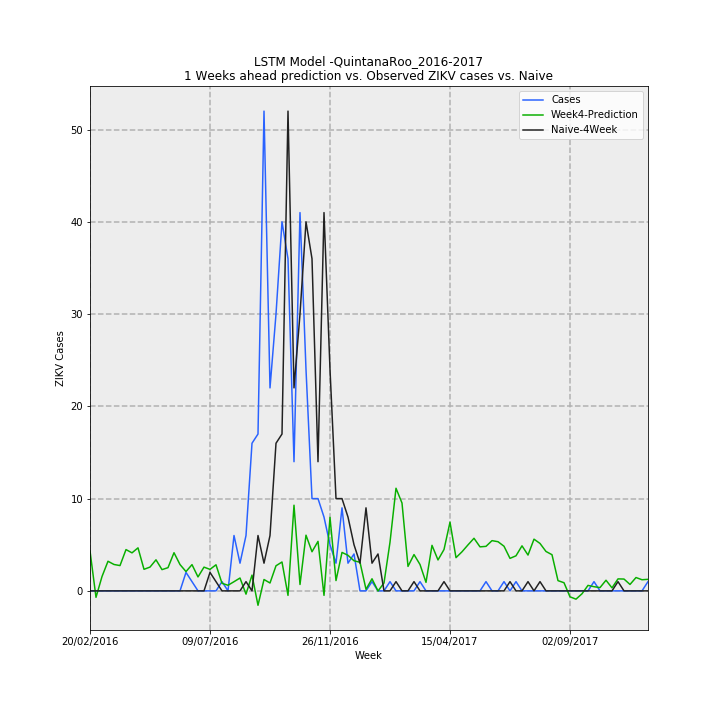 LSTM Model -QuintanaRoo_2016-2017
1 Weeks ahead prediction vs. Observed ZIKV cases vs. Naive
Cases
Week4-Prediction
Naive-4Week
50
40
30
20
10
0
ZIKV Cases
20/02/2016
09/07/2016
26/11/2016
15/04/2017
02/09/2017
Week